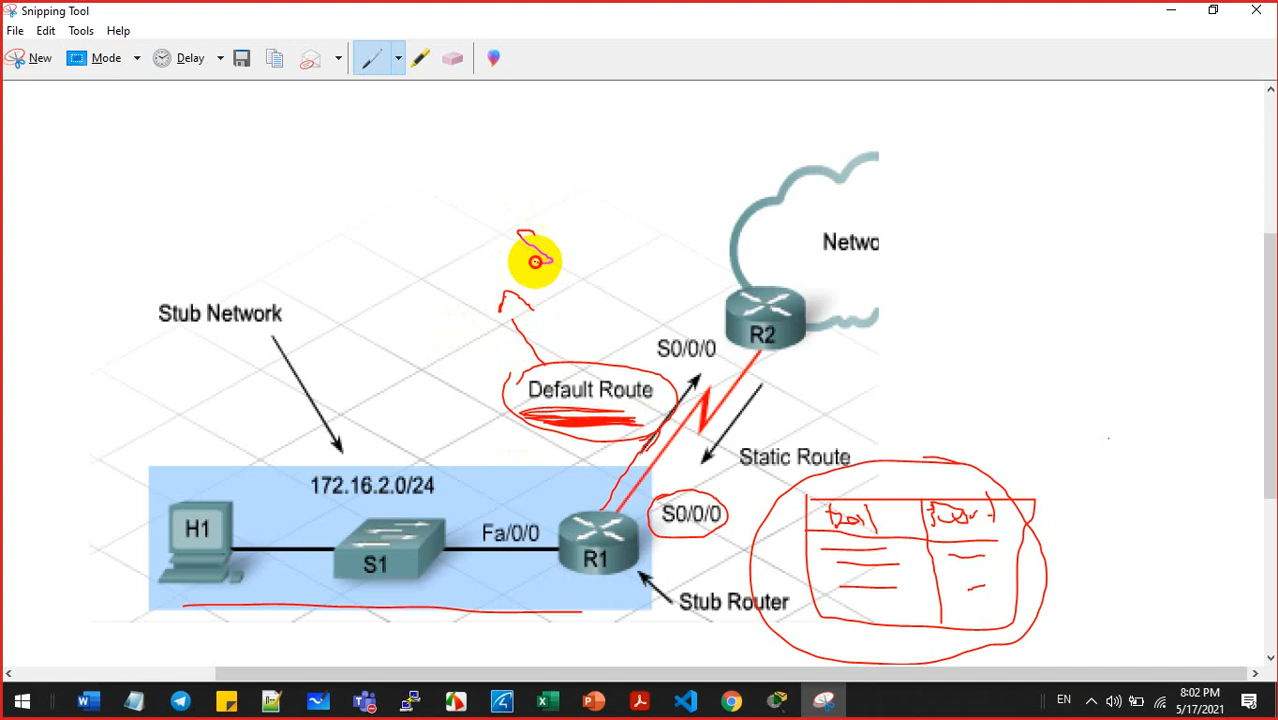 Snipping Tool
File Edit Tools Help
New Mode Delay
Netwo
Stub Network
R2
S0/0/0
Default Route
Static Route
172.16.2.0/24
S0/0/0
H1
Fa/0/0
S1
R1
Stub Router
EN
8:02 PM
5/17/2021